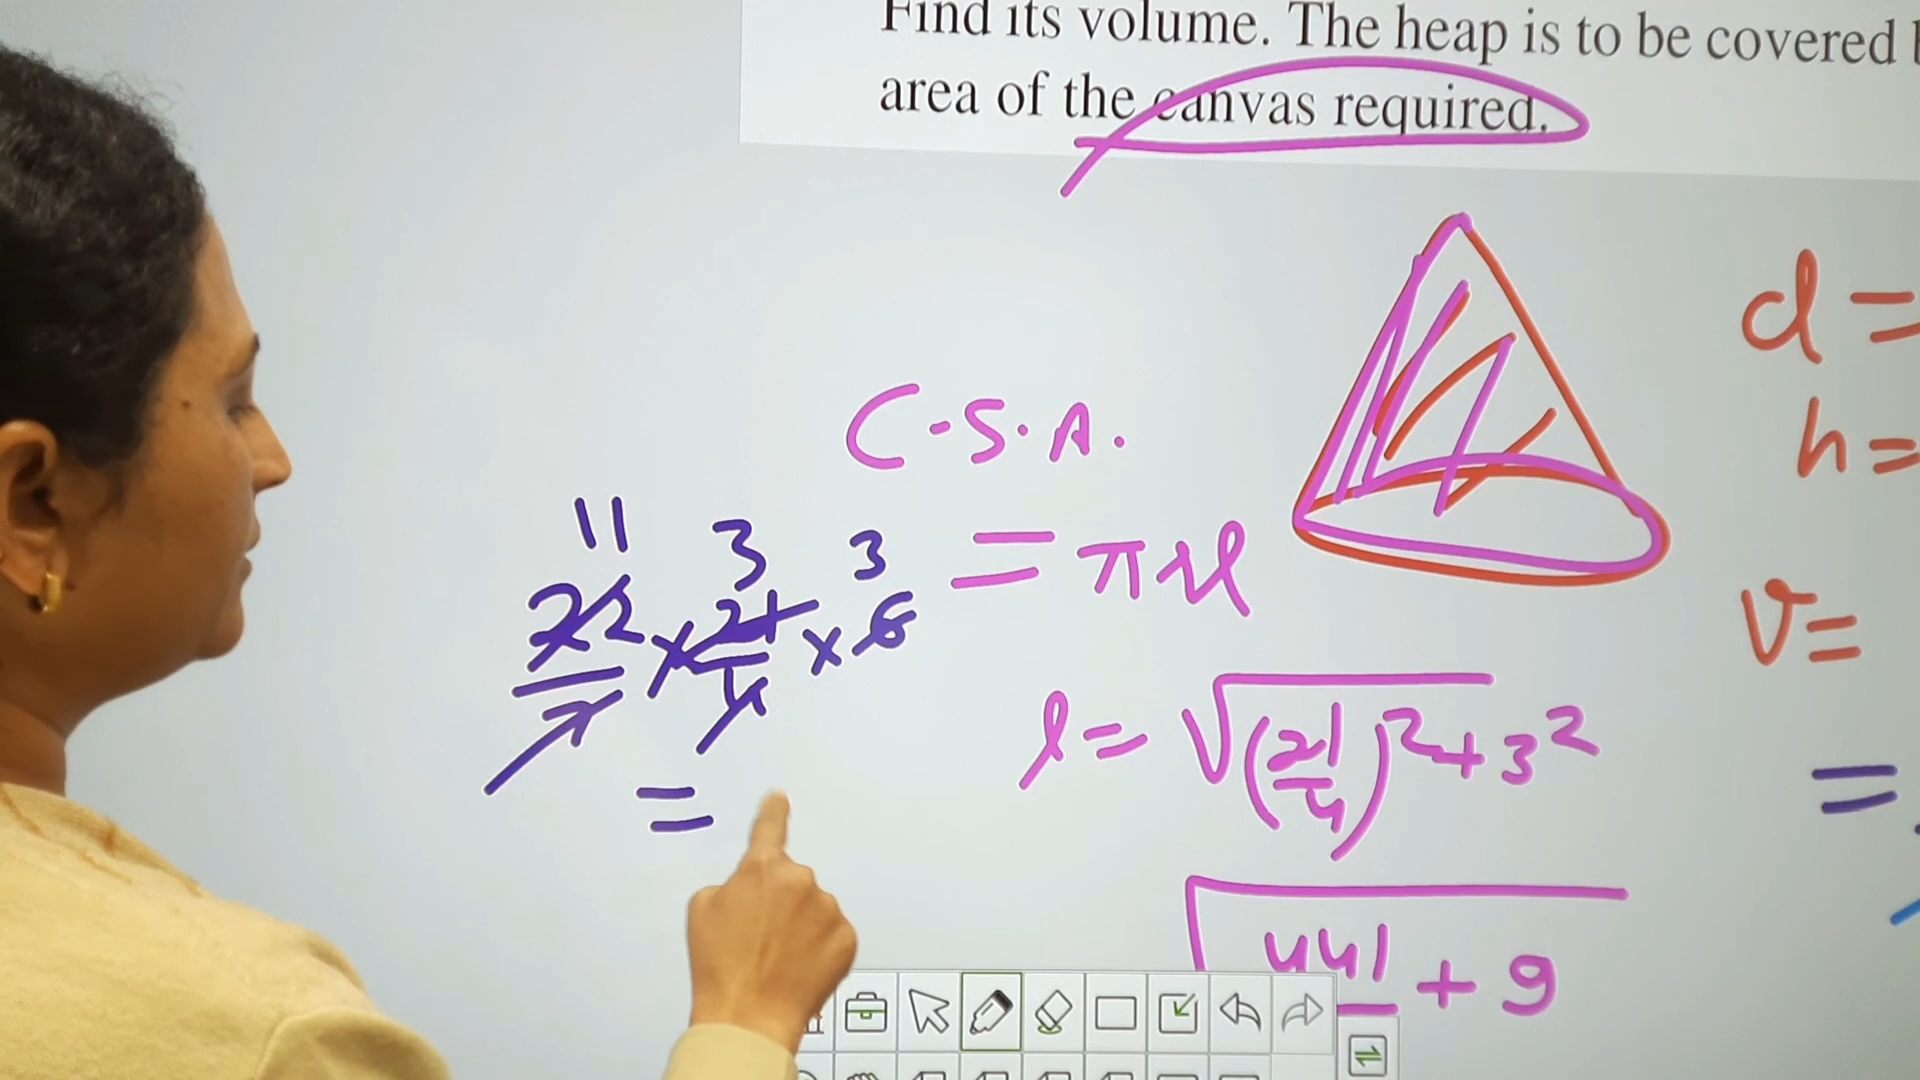 Find its volume. The heap is to be covered
area of the canvas required.
d =
h =
C.S.A.
= πrl
11 3 3
22/7 × 21/4 × 6
=
V =
=
l = √(21/4)² + 3²
√441 + 9